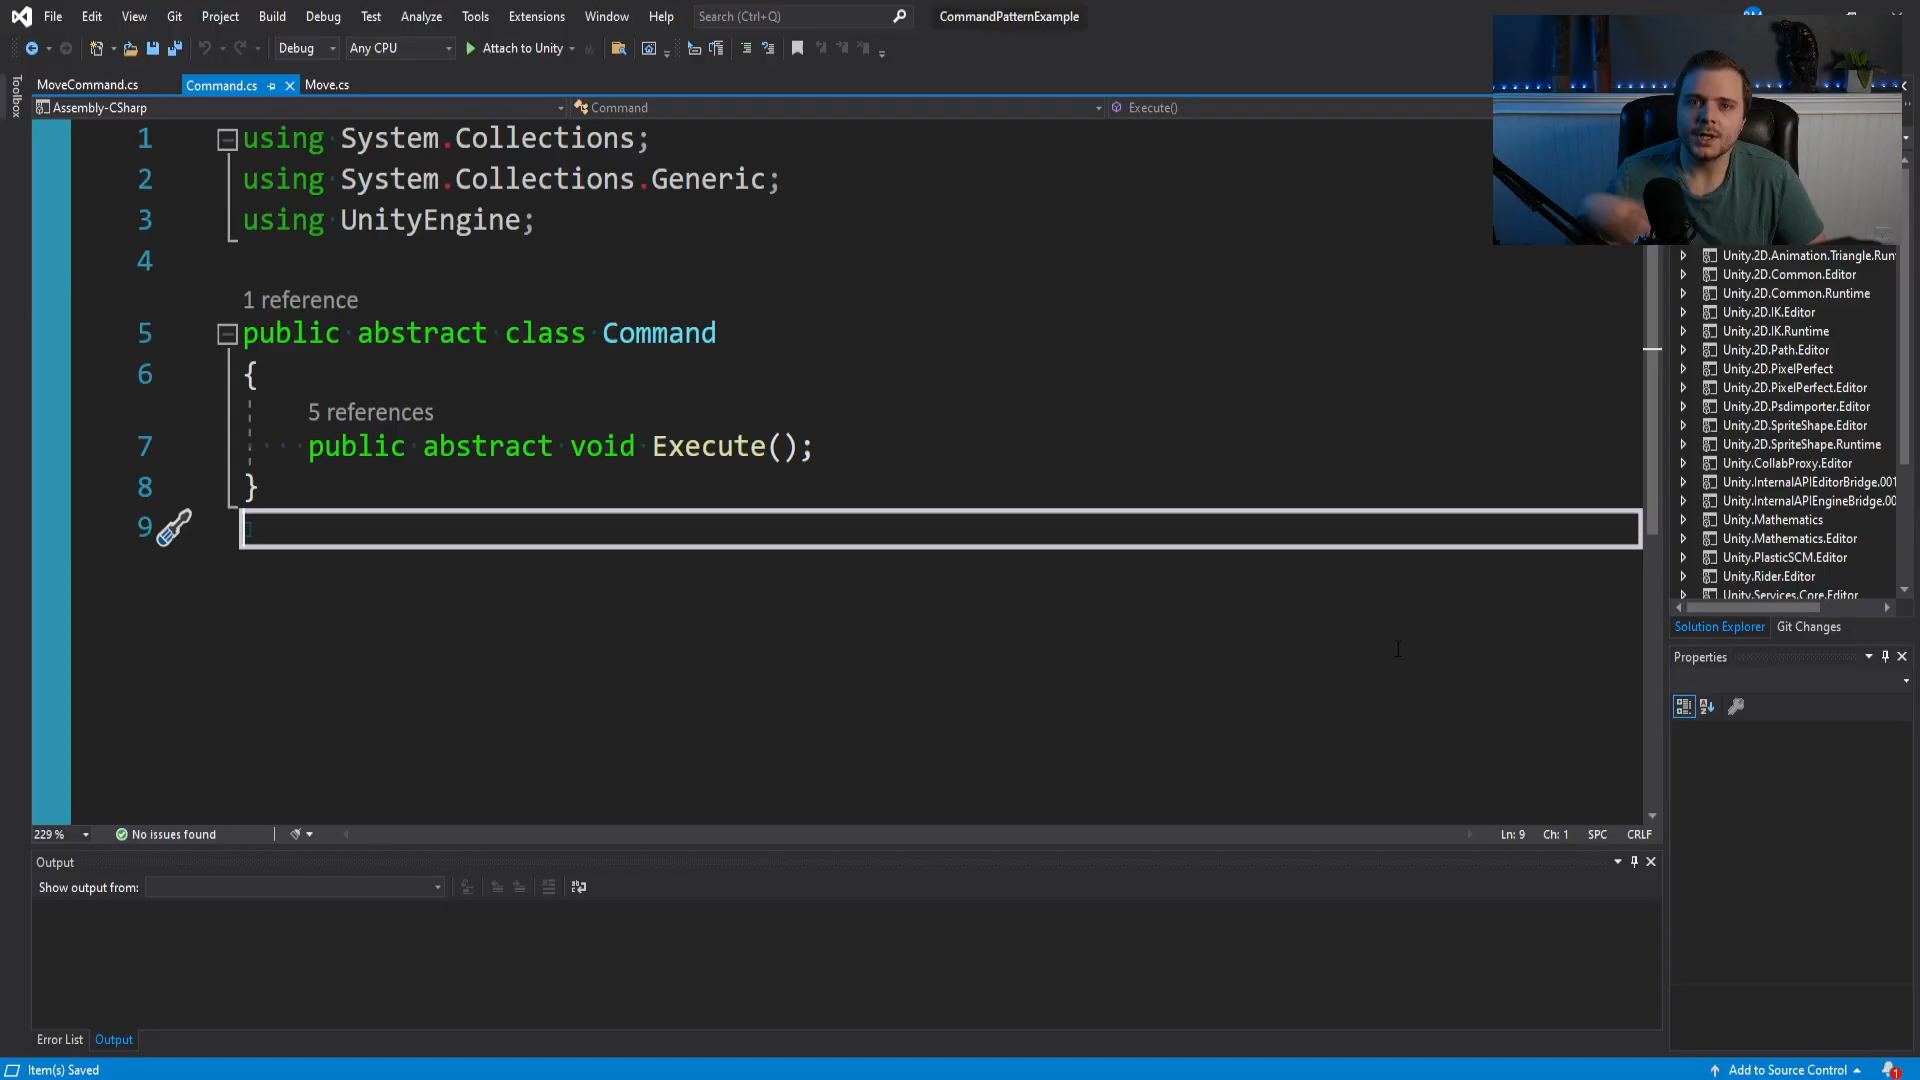 File Edit View Git Project Build Debug Test Analyze Tools Extensions Window Help Search (Ctrl+Q) CommandPatternExample
Debug Any CPU Attach to Unity
Toolbox
MoveCommand.cs Command.cs Move.cs
Assembly-CSharp Command Execute()
1 using System.Collections;
2 using System.Collections.Generic;
3 using UnityEngine;
4
1 reference
5 public abstract class Command
6 {
5 references
7 public abstract void Execute();
8 }
9
229 % No issues found Ln: 9 Ch: 1 SPC CRLF
Output
Show output from:
Error List Output
Item(s) Saved
Unity.2D.Animation.Triangle.Run
Unity.2D.Common.Editor
Unity.2D.Common.Runtime
Unity.2D.IK.Editor
Unity.2D.IK.Runtime
Unity.2D.Path.Editor
Unity.2D.PixelPerfect
Unity.2D.PixelPerfect.Editor
Unity.2D.Psdimporter.Editor
Unity.2D.SpriteShape.Editor
Unity.2D.SpriteShape.Runtime
Unity.CollabProxy.Editor
Unity.InternalAPIEditorBridge.001
Unity.InternalAPIEngineBridge.00
Unity.Mathematics
Unity.Mathematics.Editor
Unity.PlasticSCM.Editor
Unity.Rider.Editor
Unity.Services.Core.Editor
Solution Explorer Git Changes
Properties
Add to Source Control 1